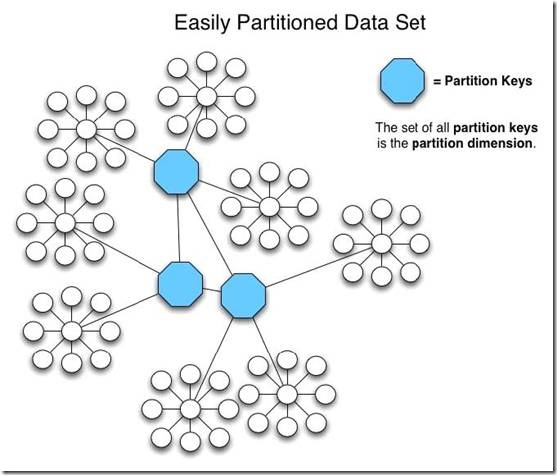 Easily Partitioned Data Set
= Partition Keys
The set of all partition keys
is the partition dimension.